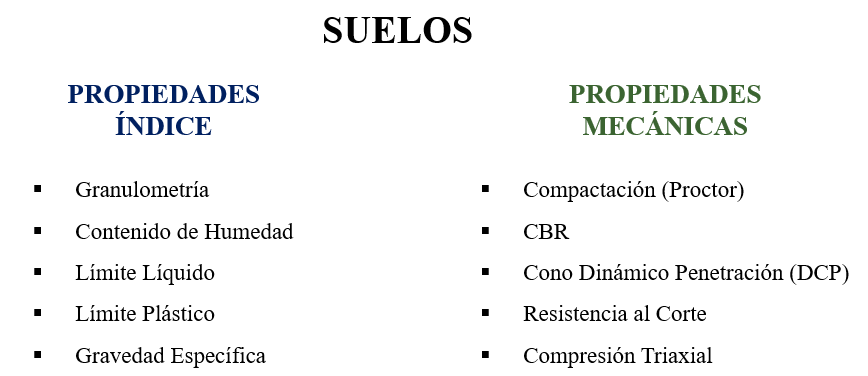 SUELOS
PROPIEDADES
ÍNDICE
▪ Granulometría
▪ Contenido de Humedad
▪ Límite Líquido
▪ Límite Plástico
▪ Gravedad Específica
PROPIEDADES
MECÁNICAS
▪ Compactación (Proctor)
▪ CBR
▪ Cono Dinámico Penetración (DCP)
▪ Resistencia al Corte
▪ Compresión Triaxial